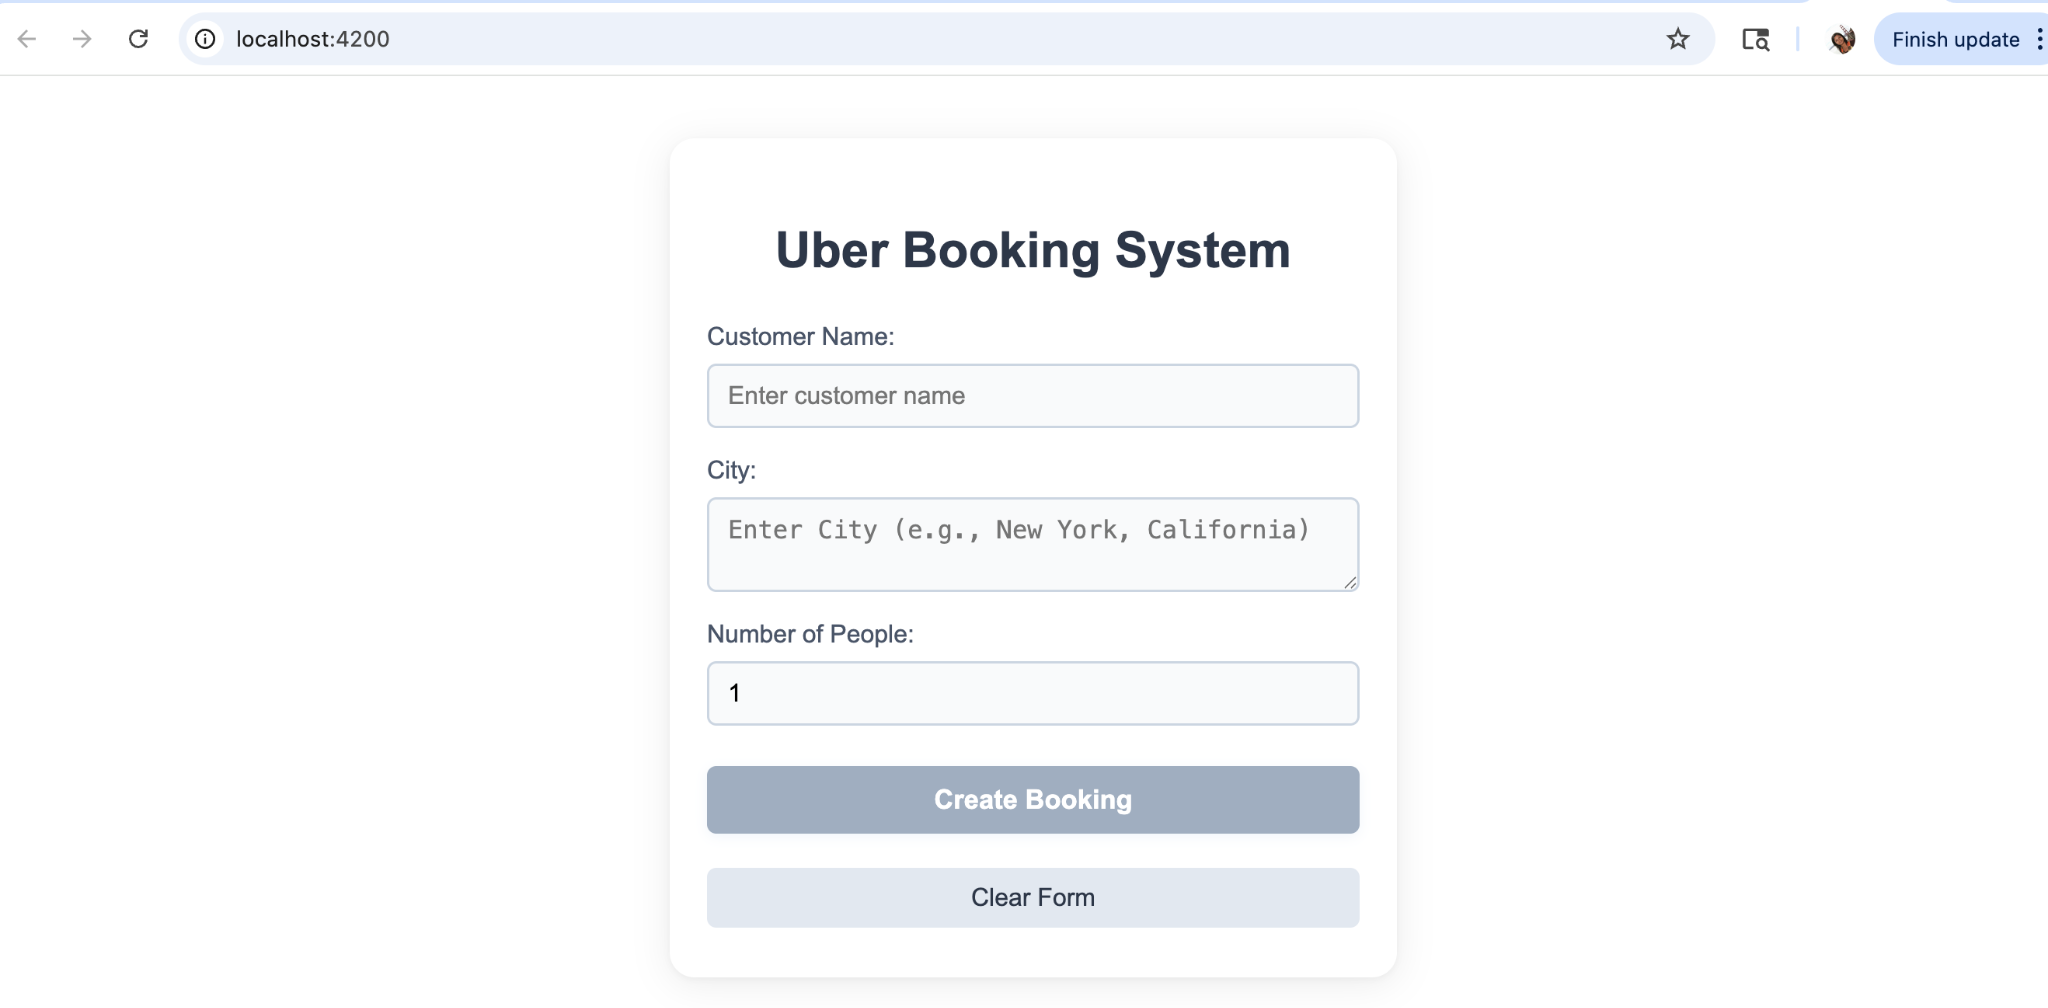 localhost:4200
Finish update
Uber Booking System
Customer Name:
Enter customer name
City:
Enter City (e.g., New York, California)
Number of People:
1
Create Booking
Clear Form